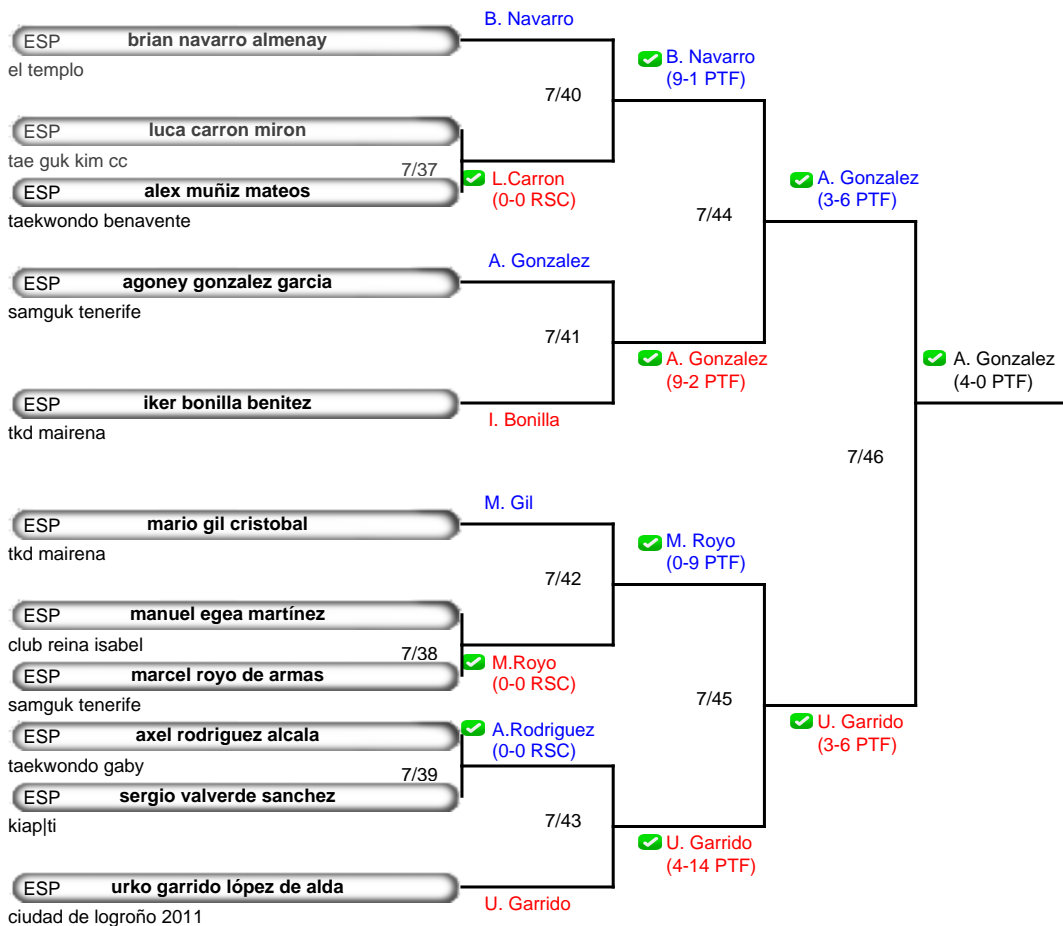 B. Navarro
ESP brian navarro almenay
el templo
B. Navarro
(9-1 PTF)
7/40
ESP luca carron miron
tae guk kim cc
7/37
ESP alex muñiz mateos
taekwondo benavente
L.Carron
(0-0 RSC)
A. Gonzalez
(3-6 PTF)
7/44
A. Gonzalez
ESP agoney gonzalez garcia
samguk tenerife
7/41
A. Gonzalez
(9-2 PTF)
A. Gonzalez
(4-0 PTF)
ESP iker bonilla benitez
tkd mairena
I. Bonilla
7/46
M. Gil
ESP mario gil cristobal
tkd mairena
M. Royo
(0-9 PTF)
7/42
ESP manuel egea martínez
club reina isabel
7/38
ESP marcel royo de armas
samguk tenerife
M.Royo
(0-0 RSC)
7/45
ESP axel rodriguez alcala
taekwondo gaby
A.Rodriguez
(0-0 RSC)
U. Garrido
(3-6 PTF)
7/39
ESP sergio valverde sanchez
kiap|ti
7/43
U. Garrido
(4-14 PTF)
ESP urko garrido lópez de alda
ciudad de logroño 2011
U. Garrido